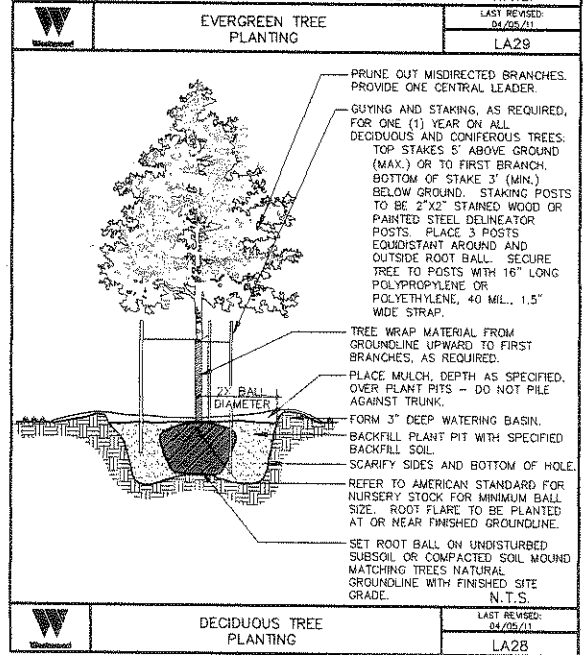 EVERGREEN TREE
PLANTING
LAST REVISED:
04/05/11
LA29
Westwood
PRUNE OUT MISDIRECTED BRANCHES.
PROVIDE ONE CENTRAL LEADER.
GUYING AND STAKING, AS REQUIRED,
FOR ONE (1) YEAR ON ALL
DECIDUOUS AND CONIFEROUS TREES:
TOP STAKES 5' ABOVE GROUND
(MAX.) OR TO FIRST BRANCH.
BOTTOM OF STAKE 3' (MIN.)
BELOW GROUND. STAKING POSTS
TO BE 2"X2" STAINED WOOD OR
PAINTED STEEL DELINEATOR
POSTS. PLACE 3 POSTS
EQUIDISTANT AROUND AND
OUTSIDE ROOT BALL. SECURE
TREE TO POSTS WITH 16" LONG
POLYPROPYLENE OR
POLYETHYLENE, 40 MIL., 1.5"
WIDE STRAP.
TREE WRAP MATERIAL FROM
GROUNDLINE UPWARD TO FIRST
BRANCHES, AS REQUIRED.
PLACE MULCH, DEPTH AS SPECIFIED,
OVER PLANT PITS - DO NOT PILE
AGAINST TRUNK.
2X BALL
DIAMETER
FORM 3" DEEP WATERING BASIN.
BACKFILL PLANT PIT WITH SPECIFIED
BACKFILL SOIL.
SCARIFY SIDES AND BOTTOM OF HOLE.
REFER TO AMERICAN STANDARD FOR
NURSERY STOCK FOR MINIMUM BALL
SIZE. ROOT FLARE TO BE PLANTED
AT OR NEAR FINISHED GROUNDLINE.
SET ROOT BALL ON UNDISTURBED
SUBSOIL OR COMPACTED SOIL MOUND
MATCHING TREES NATURAL
GROUNDLINE WITH FINISHED SITE
GRADE.
N.T.S.
DECIDUOUS TREE
PLANTING
LAST REVISED:
04/05/11
LA28
Westwood